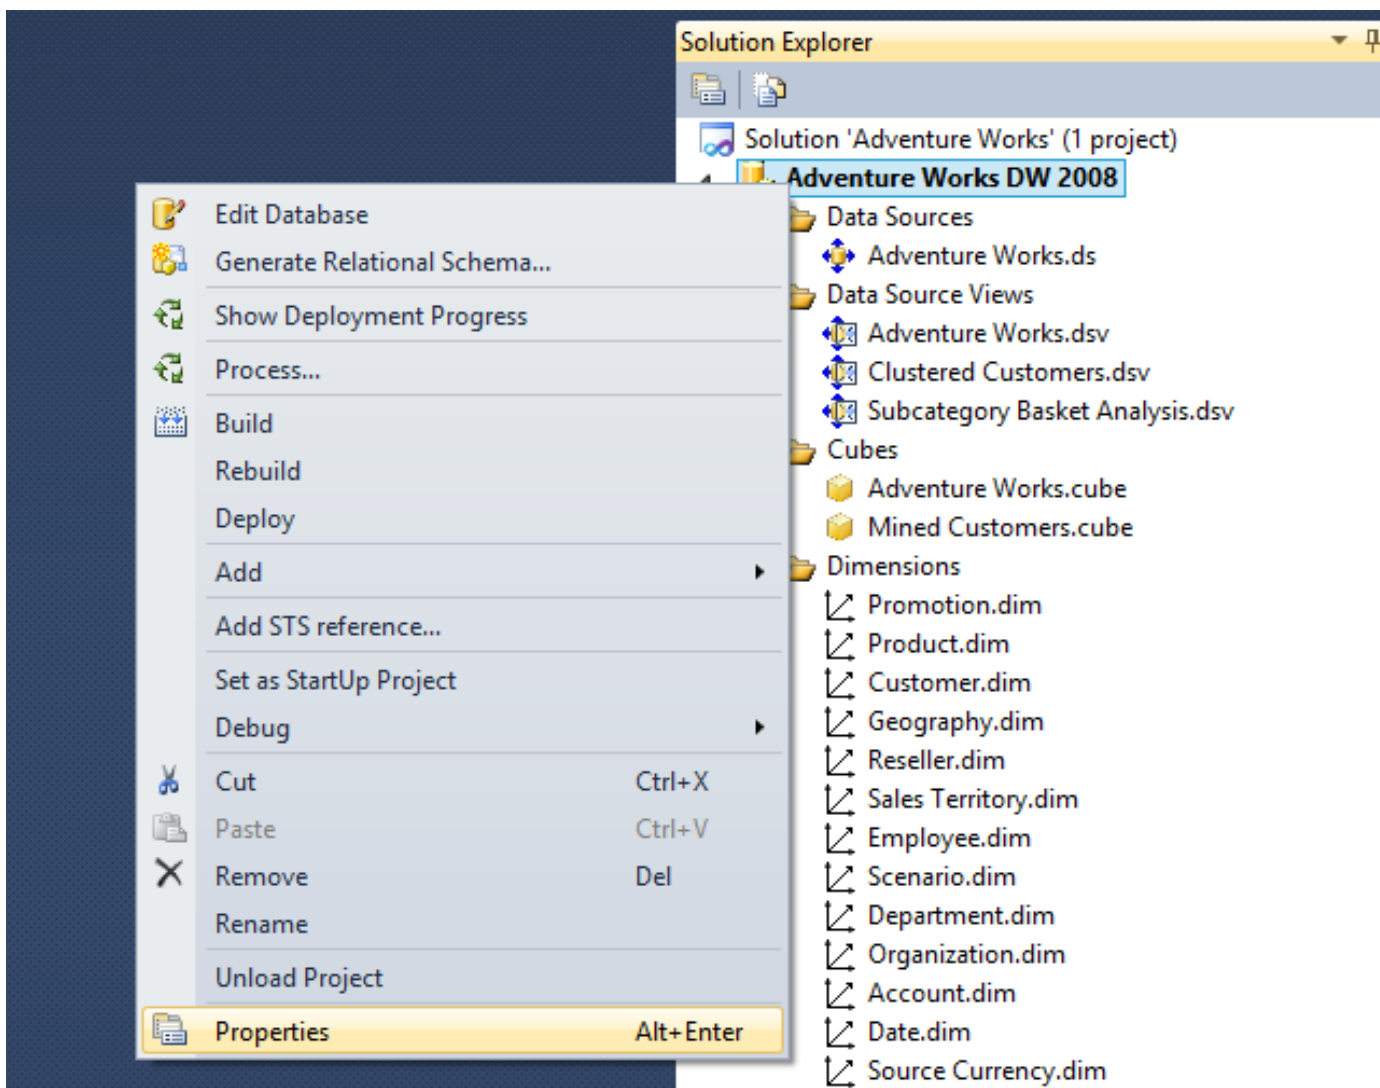 Solution Explorer
Solution 'Adventure Works' (1 project)
Adventure Works DW 2008
Data Sources
Adventure Works.ds
Data Source Views
Adventure Works.dsv
Clustered Customers.dsv
Subcategory Basket Analysis.dsv
Cubes
Adventure Works.cube
Mined Customers.cube
Dimensions
Promotion.dim
Product.dim
Customer.dim
Geography.dim
Reseller.dim
Sales Territory.dim
Employee.dim
Scenario.dim
Department.dim
Organization.dim
Account.dim
Date.dim
Source Currency.dim
Edit Database
Generate Relational Schema...
Show Deployment Progress
Process...
Build
Rebuild
Deploy
Add
Add STS reference...
Set as StartUp Project
Debug
Cut Ctrl+X
Paste Ctrl+V
Remove Del
Rename
Unload Project
Properties Alt+Enter